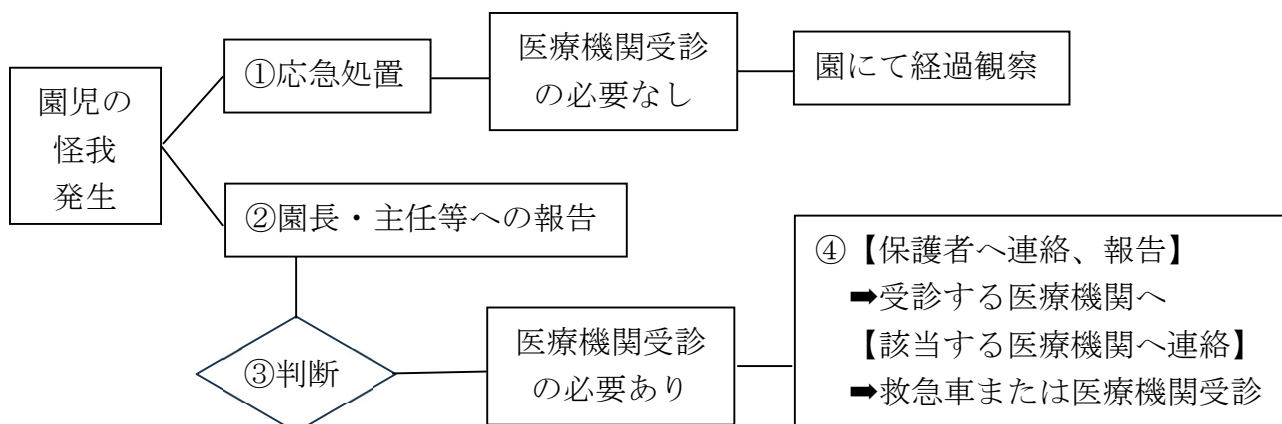 園児の
怪我
発生
①応急処置
医療機関受診
の必要なし
園にて経過観察
②園長・主任等への報告
③判断
医療機関受診
の必要あり
④【保護者へ連絡、報告】
➡受診する医療機関へ
【該当する医療機関へ連絡】
➡救急車または医療機関受診